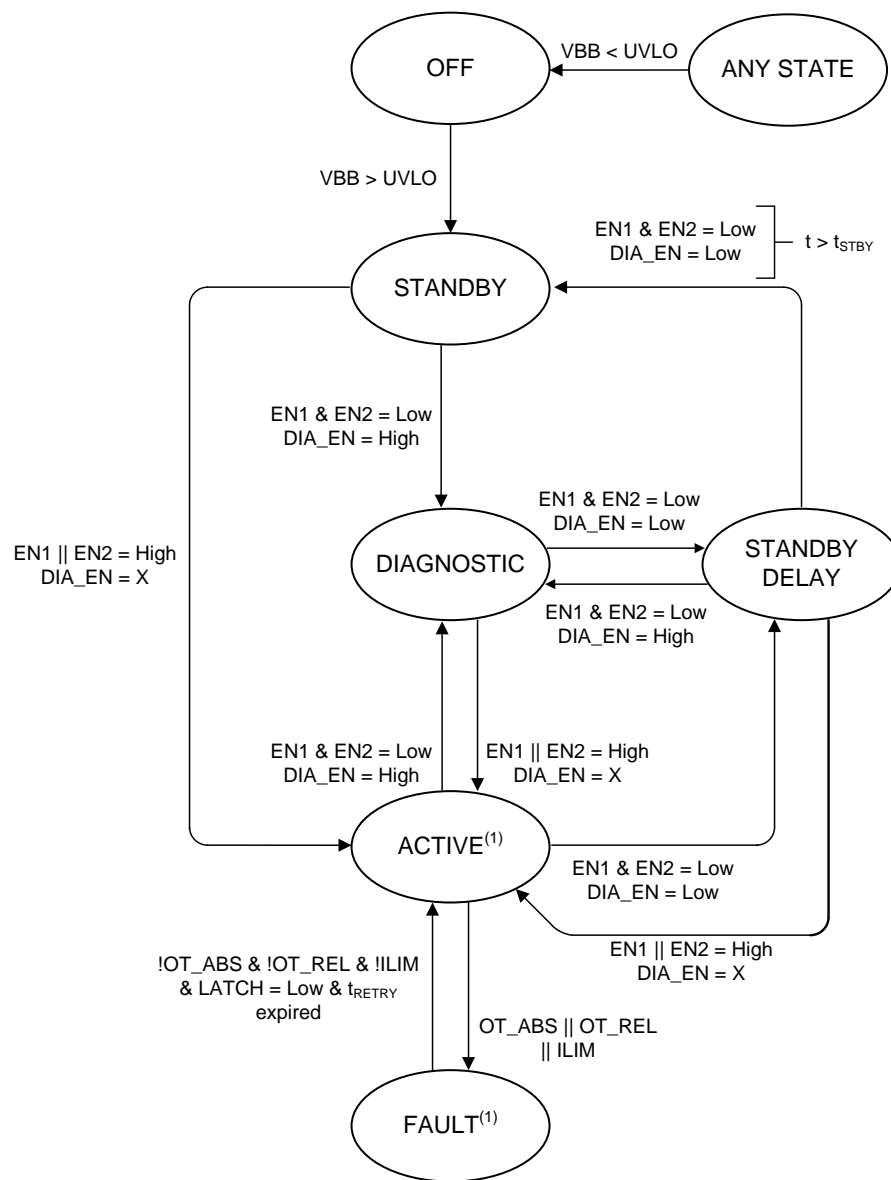 VBB < UVLO
OFF
ANY STATE
VBB > UVLO
EN1 & EN2 = Low
DIA_EN = Low
t > tSTBY
STANDBY
EN1 & EN2 = Low
DIA_EN = High
EN1 & EN2 = Low
DIA_EN = Low
EN1 || EN2 = High
DIA_EN = X
DIAGNOSTIC
STANDBY
DELAY
EN1 & EN2 = Low
DIA_EN = High
EN1 & EN2 = Low
DIA_EN = High
EN1 || EN2 = High
DIA_EN = X
ACTIVE(1)
EN1 & EN2 = Low
DIA_EN = Low
EN1 || EN2 = High
DIA_EN = X
!OT_ABS & !OT_REL & !ILIM
& LATCH = Low & tRETRY
expired
OT_ABS || OT_REL
|| ILIM
FAULT(1)